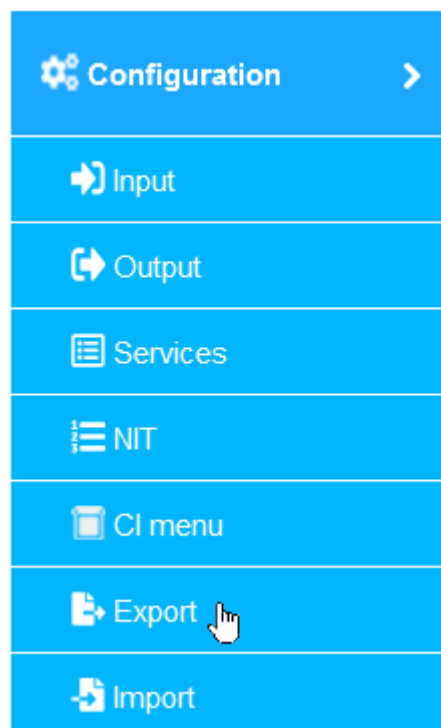 Configuration
Input
Output
Services
NIT
CI menu
Export
Import